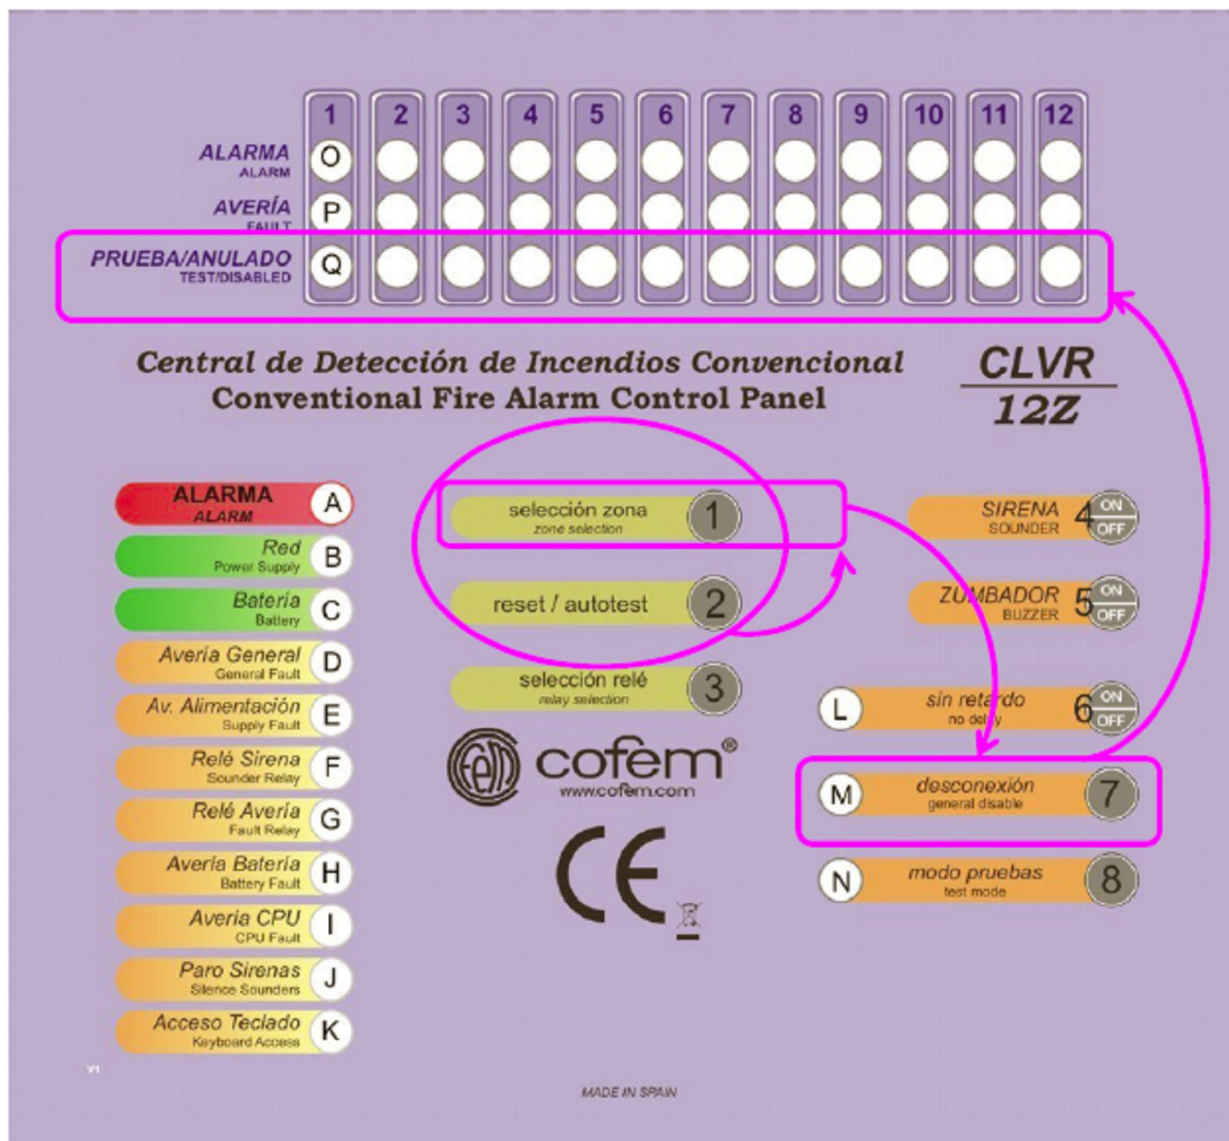 1 2 3 4 5 6 7 8 9 10 11 12
ALARMA
ALARM
O
AVERÍA
FAULT
P
PRUEBA/ANULADO
TEST/DISABLED
Q
Central de Detección de Incendios Convencional
Conventional Fire Alarm Control Panel
CLVR
12Z
ALARMA
ALARM
A
Red
Power Supply
B
Batería
Battery
C
Avería General
General Fault
D
Av. Alimentación
Supply Fault
E
Relé Sirena
Sounder Relay
F
Relé Avería
Fault Relay
G
Avería Batería
Battery Fault
H
Avería CPU
CPU Fault
I
Paro Sirenas
Silence Sounders
J
Acceso Teclado
Keyboard Access
K
selección zona
zone selection
1
reset / autotest
2
selección relé
relay selection
3
cofem®
www.cofem.com
CE
SIRENA
SOUNDER
4
ON
OFF
ZUMBADOR
BUZZER
5
ON
OFF
L
sin retardo
no delay
6
ON
OFF
M
desconexión
general disable
7
N
modo pruebas
test mode
8
V1
MADE IN SPAIN